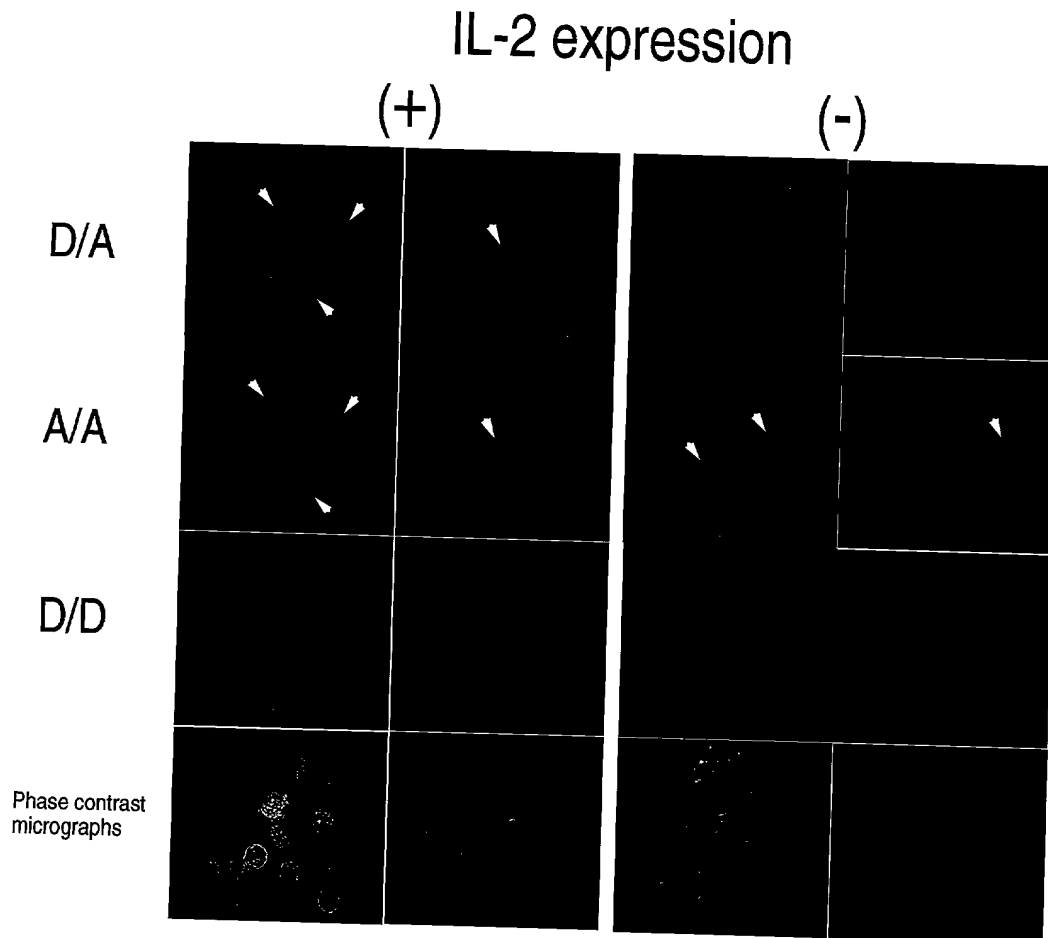 IL-2 expression
(+) (-)
D/A
A/A
D/D
Phase contrast
micrographs